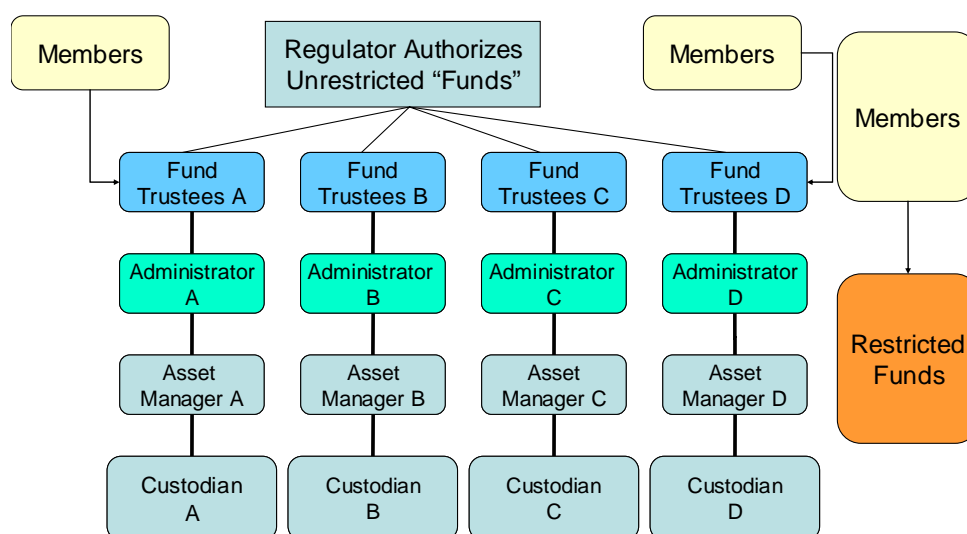 Members
Regulator Authorizes
Unrestricted “Funds”
Members
Members
Fund
Trustees A
Fund
Trustees B
Fund
Trustees C
Fund
Trustees D
Administrator
A
Administrator
B
Administrator
C
Administrator
D
Restricted
Funds
Asset
Manager A
Asset
Manager B
Asset
Manager C
Asset
Manager D
Custodian
A
Custodian
B
Custodian
C
Custodian
D